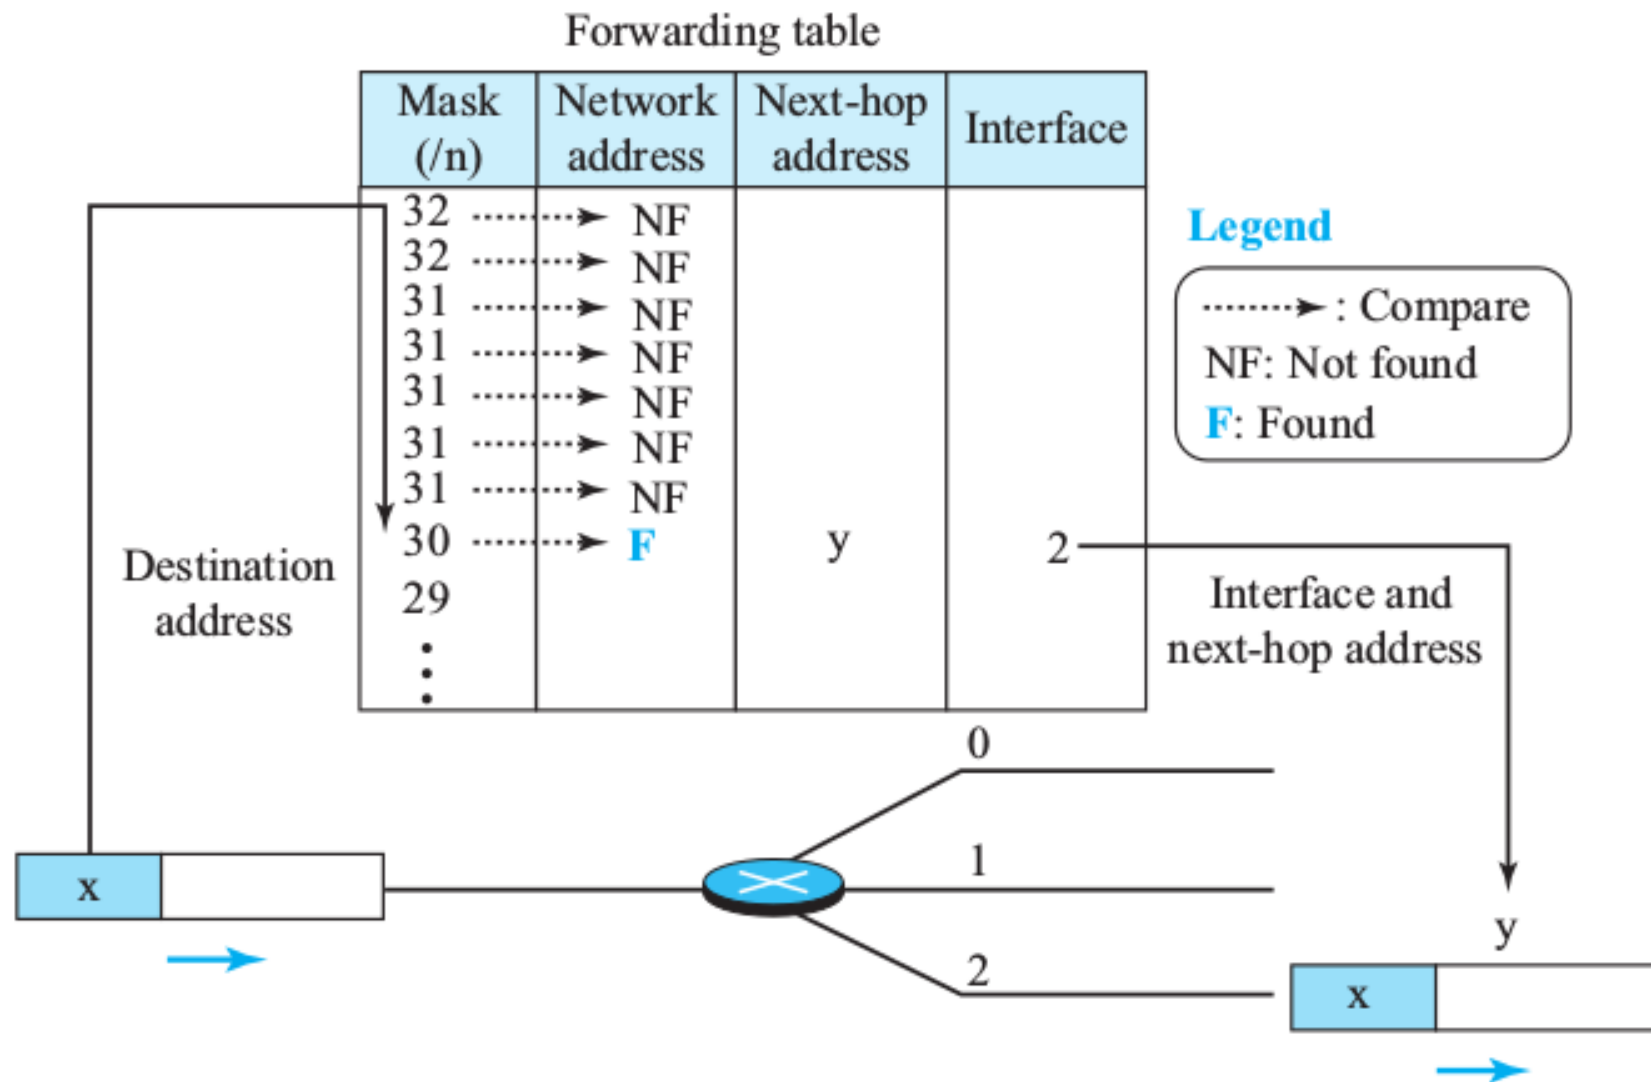 Forwarding table
Mask (/n) Network address Next-hop address Interface
32 NF
32 NF
31 NF
31 NF
31 NF
31 NF
31 NF
30 F y 2
29
Legend
: Compare
NF: Not found
F: Found
Destination
address
Interface and
next-hop address
0
1
2
x
y
x